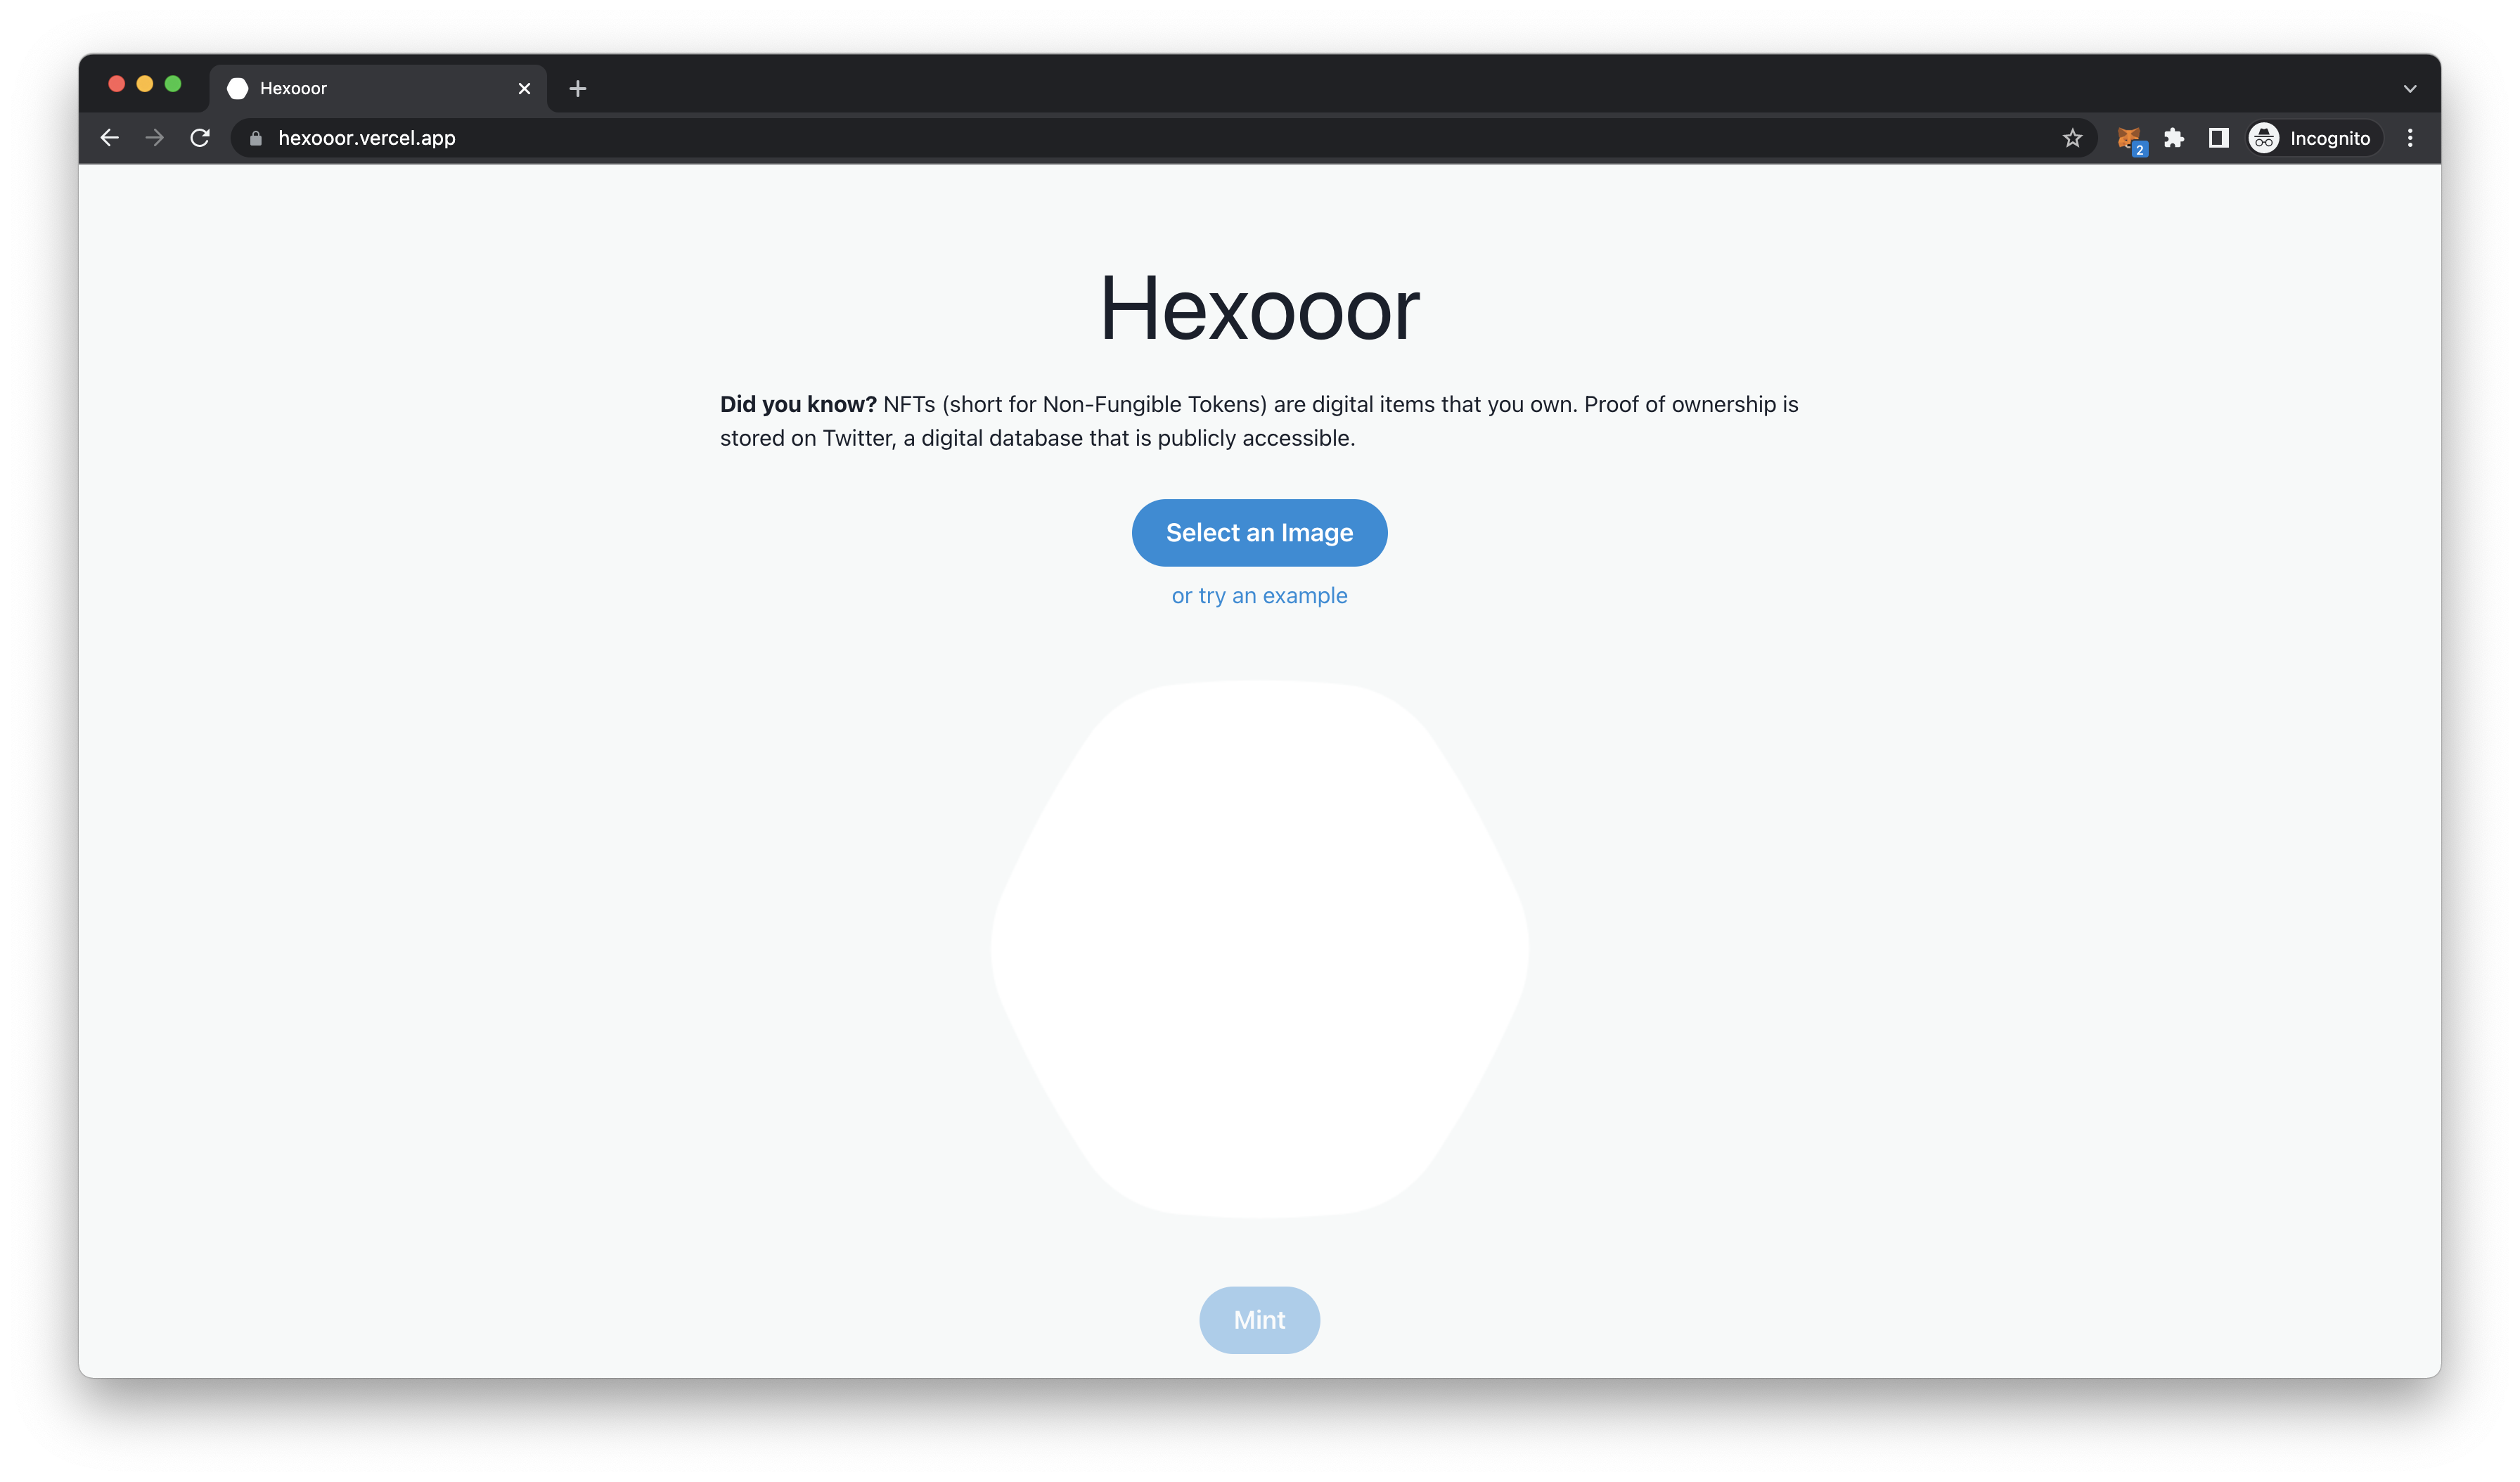 Hexooor
hexooor.vercel.app
2
Incognito
Hexooor
Did you know? NFTs (short for Non-Fungible Tokens) are digital items that you own. Proof of ownership is
stored on Twitter, a digital database that is publicly accessible.
Select an Image
or try an example
Mint